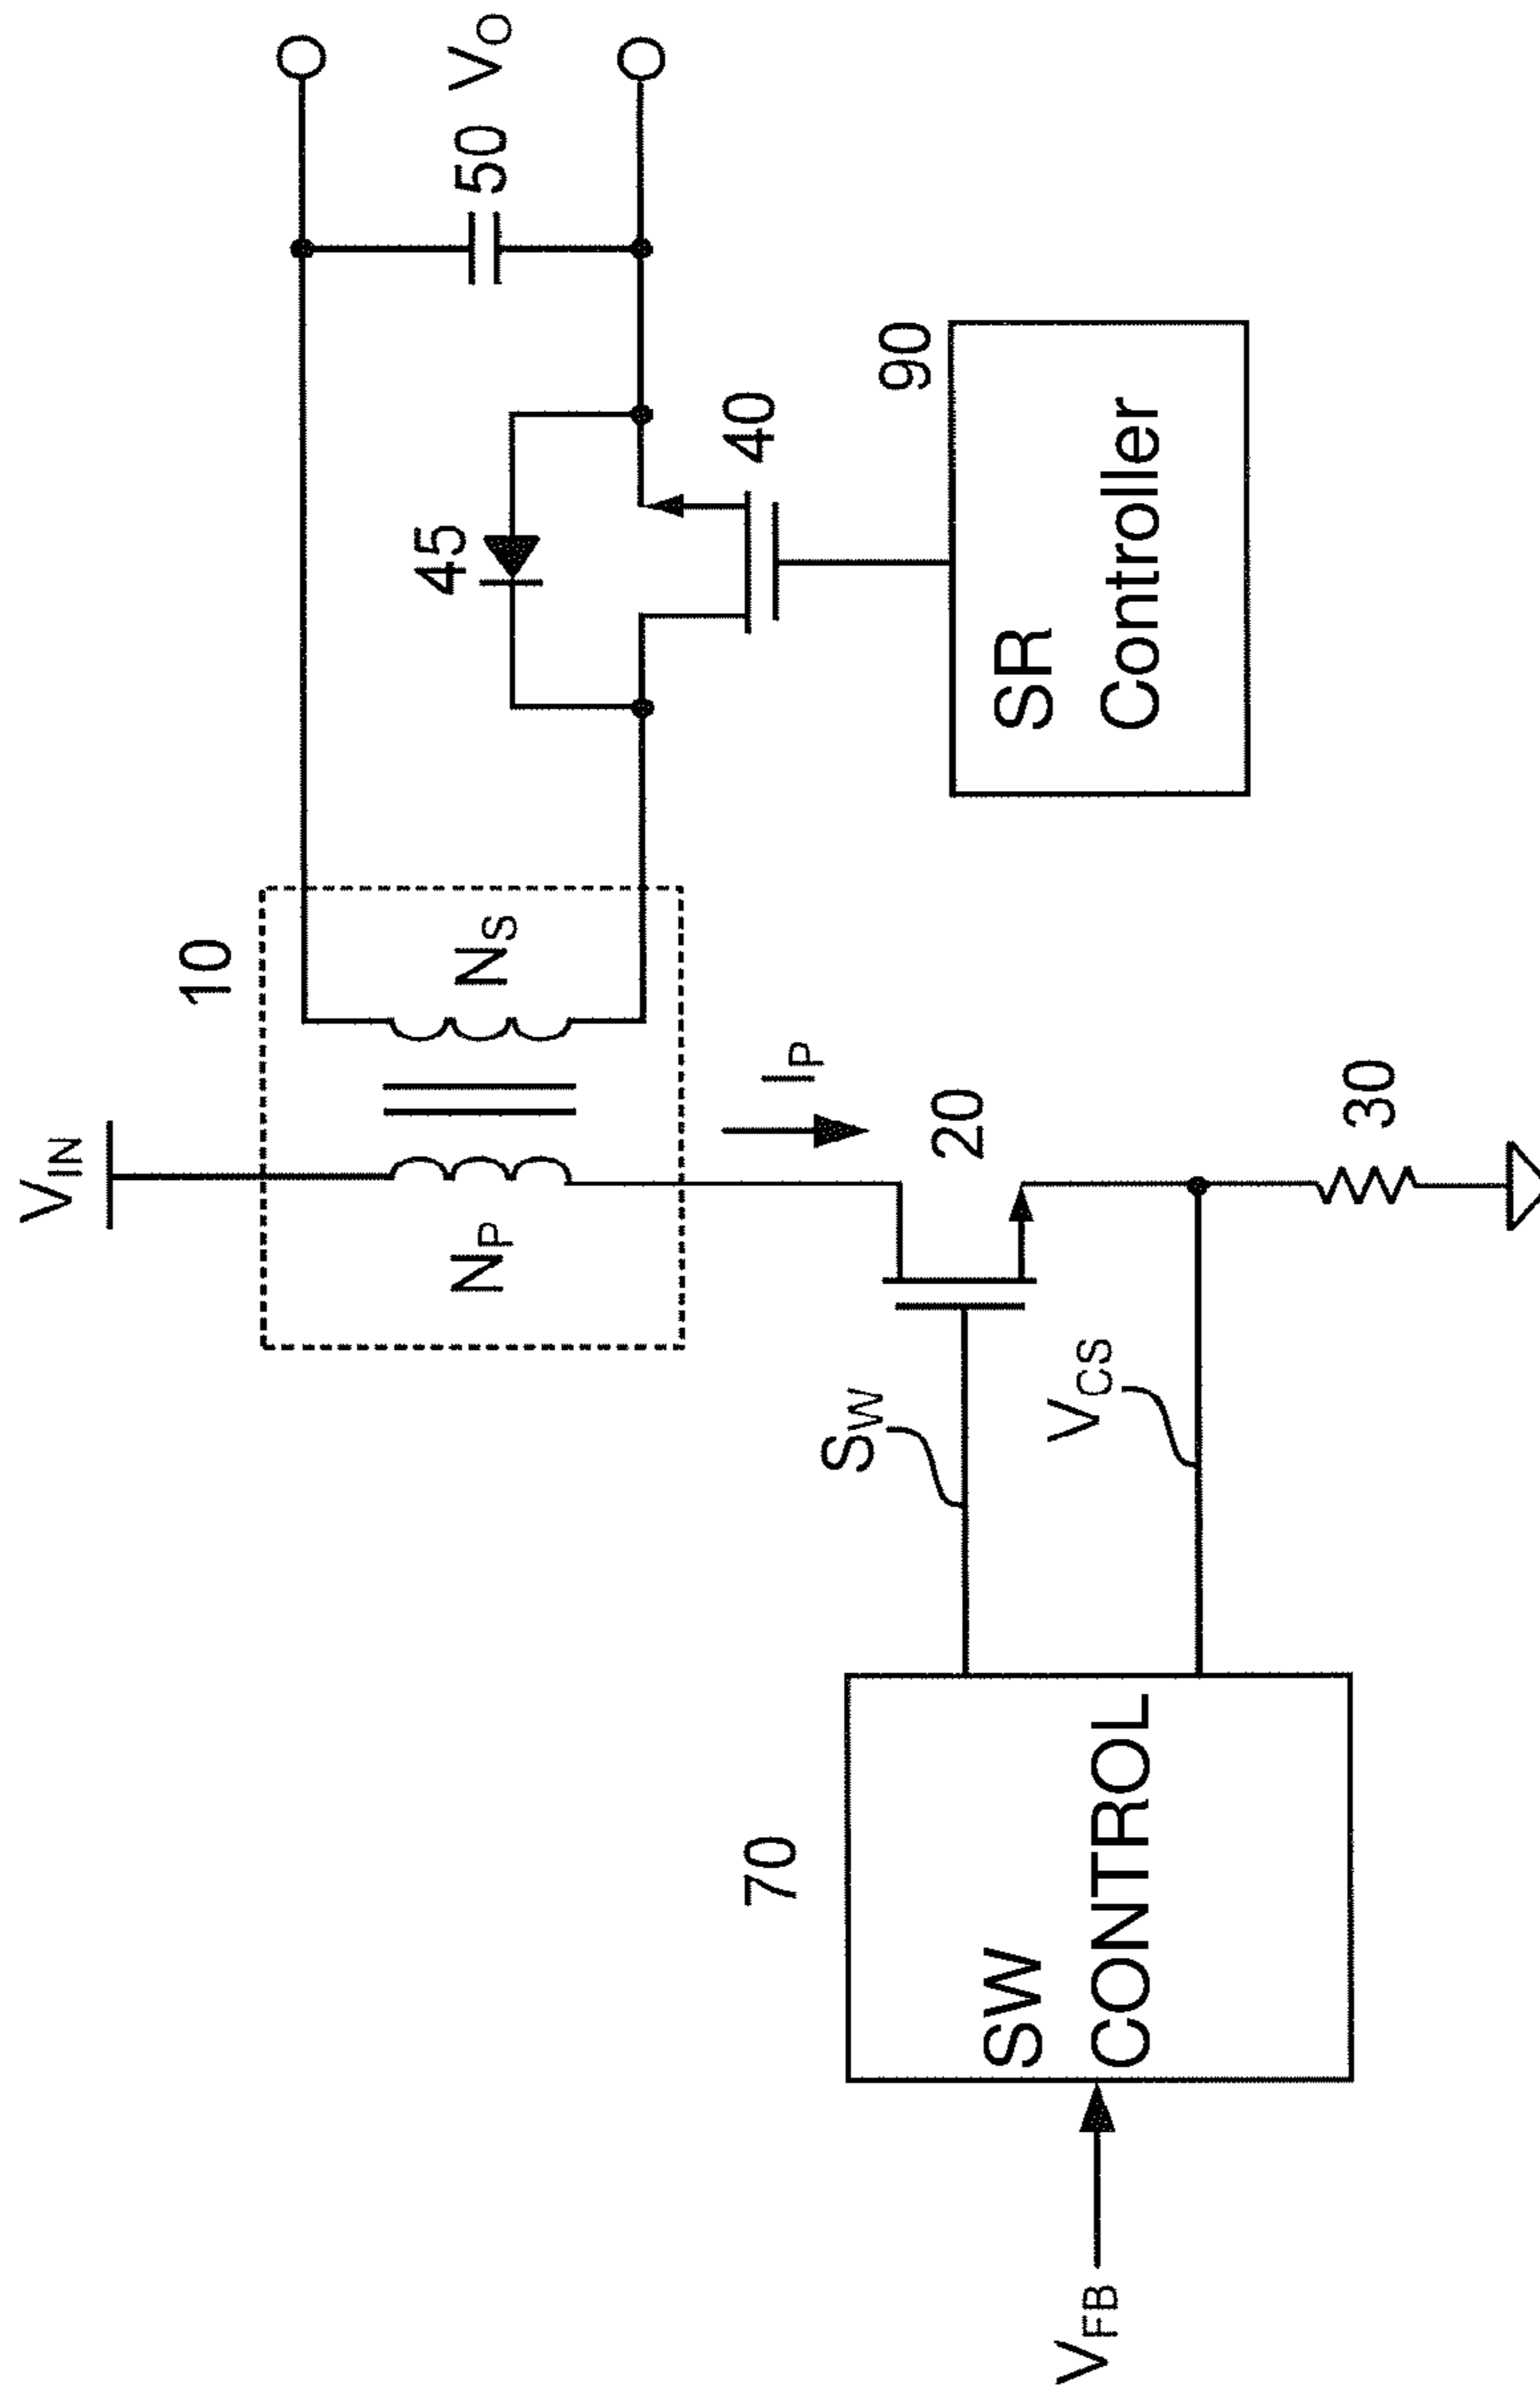 V_IN
10
N_P
N_S
I_P
20
30
S_W
V_CS
70
SW
CONTROL
V_FB
45
40
50
V_O
90
SR
Controller